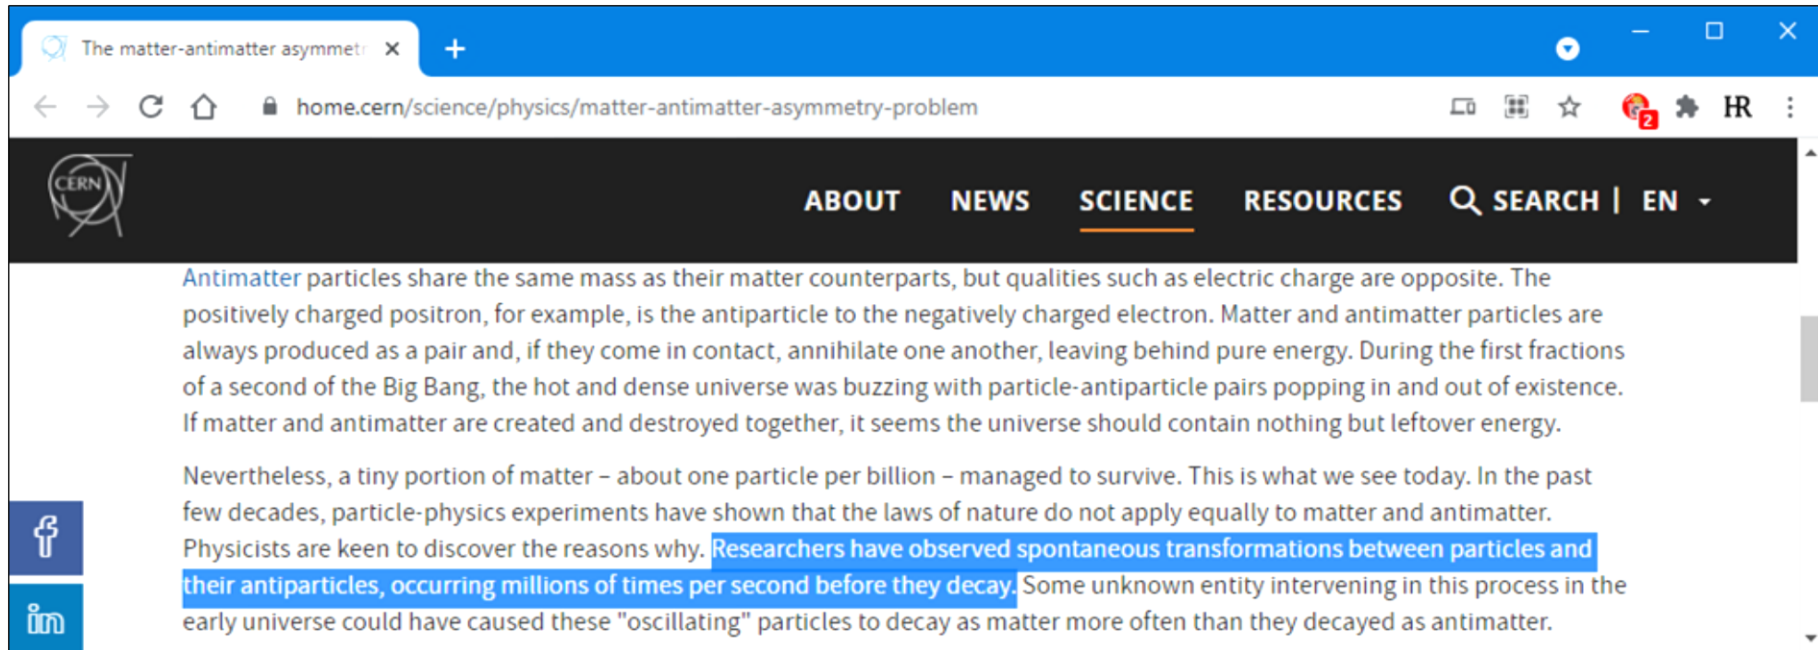 The matter-antimatter asymmetr
home.cern/science/physics/matter-antimatter-asymmetry-problem
2
HR
CERN
ABOUT NEWS SCIENCE RESOURCES SEARCH | EN
Antimatter particles share the same mass as their matter counterparts, but qualities such as electric charge are opposite. The
positively charged positron, for example, is the antiparticle to the negatively charged electron. Matter and antimatter particles are
always produced as a pair and, if they come in contact, annihilate one another, leaving behind pure energy. During the first fractions
of a second of the Big Bang, the hot and dense universe was buzzing with particle-antiparticle pairs popping in and out of existence.
If matter and antimatter are created and destroyed together, it seems the universe should contain nothing but leftover energy.
Nevertheless, a tiny portion of matter – about one particle per billion – managed to survive. This is what we see today. In the past
few decades, particle-physics experiments have shown that the laws of nature do not apply equally to matter and antimatter.
Physicists are keen to discover the reasons why. Researchers have observed spontaneous transformations between particles and
their antiparticles, occurring millions of times per second before they decay. Some unknown entity intervening in this process in the
early universe could have caused these "oscillating" particles to decay as matter more often than they decayed as antimatter.
f
in